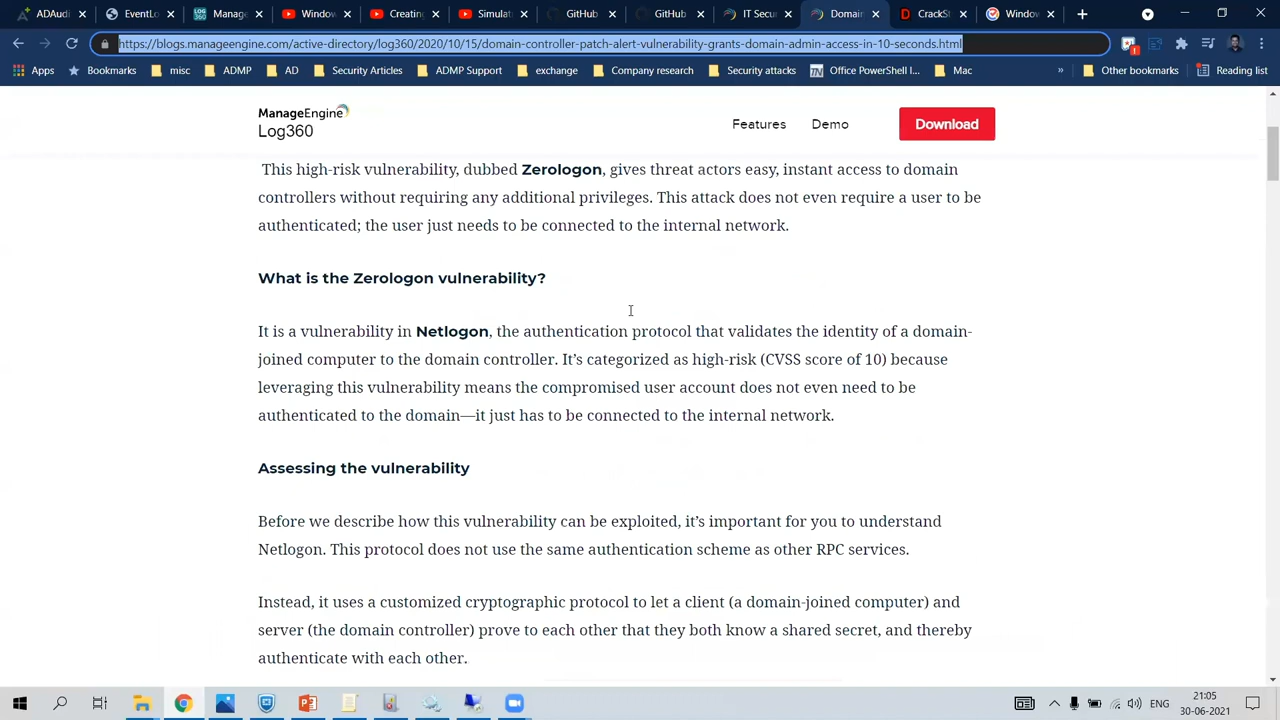 ADAudi
EventLo
Manage
Window
Creating
Simulat
GitHub
GitHub
IT Secur
Domain
CrackSt
Window
https://blogs.manageengine.com/active-directory/log360/2020/10/15/domain-controller-patch-alert-vulnerability-grants-domain-admin-access-in-10-seconds.html
Apps Bookmarks misc ADMP AD Security Articles ADMP Support exchange Company research Security attacks Office PowerShell I... Mac » Other bookmarks Reading list
ManageEngine
Log360
Features Demo Download
This high-risk vulnerability, dubbed Zerologon, gives threat actors easy, instant access to domain
controllers without requiring any additional privileges. This attack does not even require a user to be
authenticated; the user just needs to be connected to the internal network.
What is the Zerologon vulnerability?
It is a vulnerability in Netlogon, the authentication protocol that validates the identity of a domain-
joined computer to the domain controller. It’s categorized as high-risk (CVSS score of 10) because
leveraging this vulnerability means the compromised user account does not even need to be
authenticated to the domain—it just has to be connected to the internal network.
Assessing the vulnerability
Before we describe how this vulnerability can be exploited, it’s important for you to understand
Netlogon. This protocol does not use the same authentication scheme as other RPC services.
Instead, it uses a customized cryptographic protocol to let a client (a domain-joined computer) and
server (the domain controller) prove to each other that they both know a shared secret, and thereby
authenticate with each other.
ENG
21:05
30-06-2021